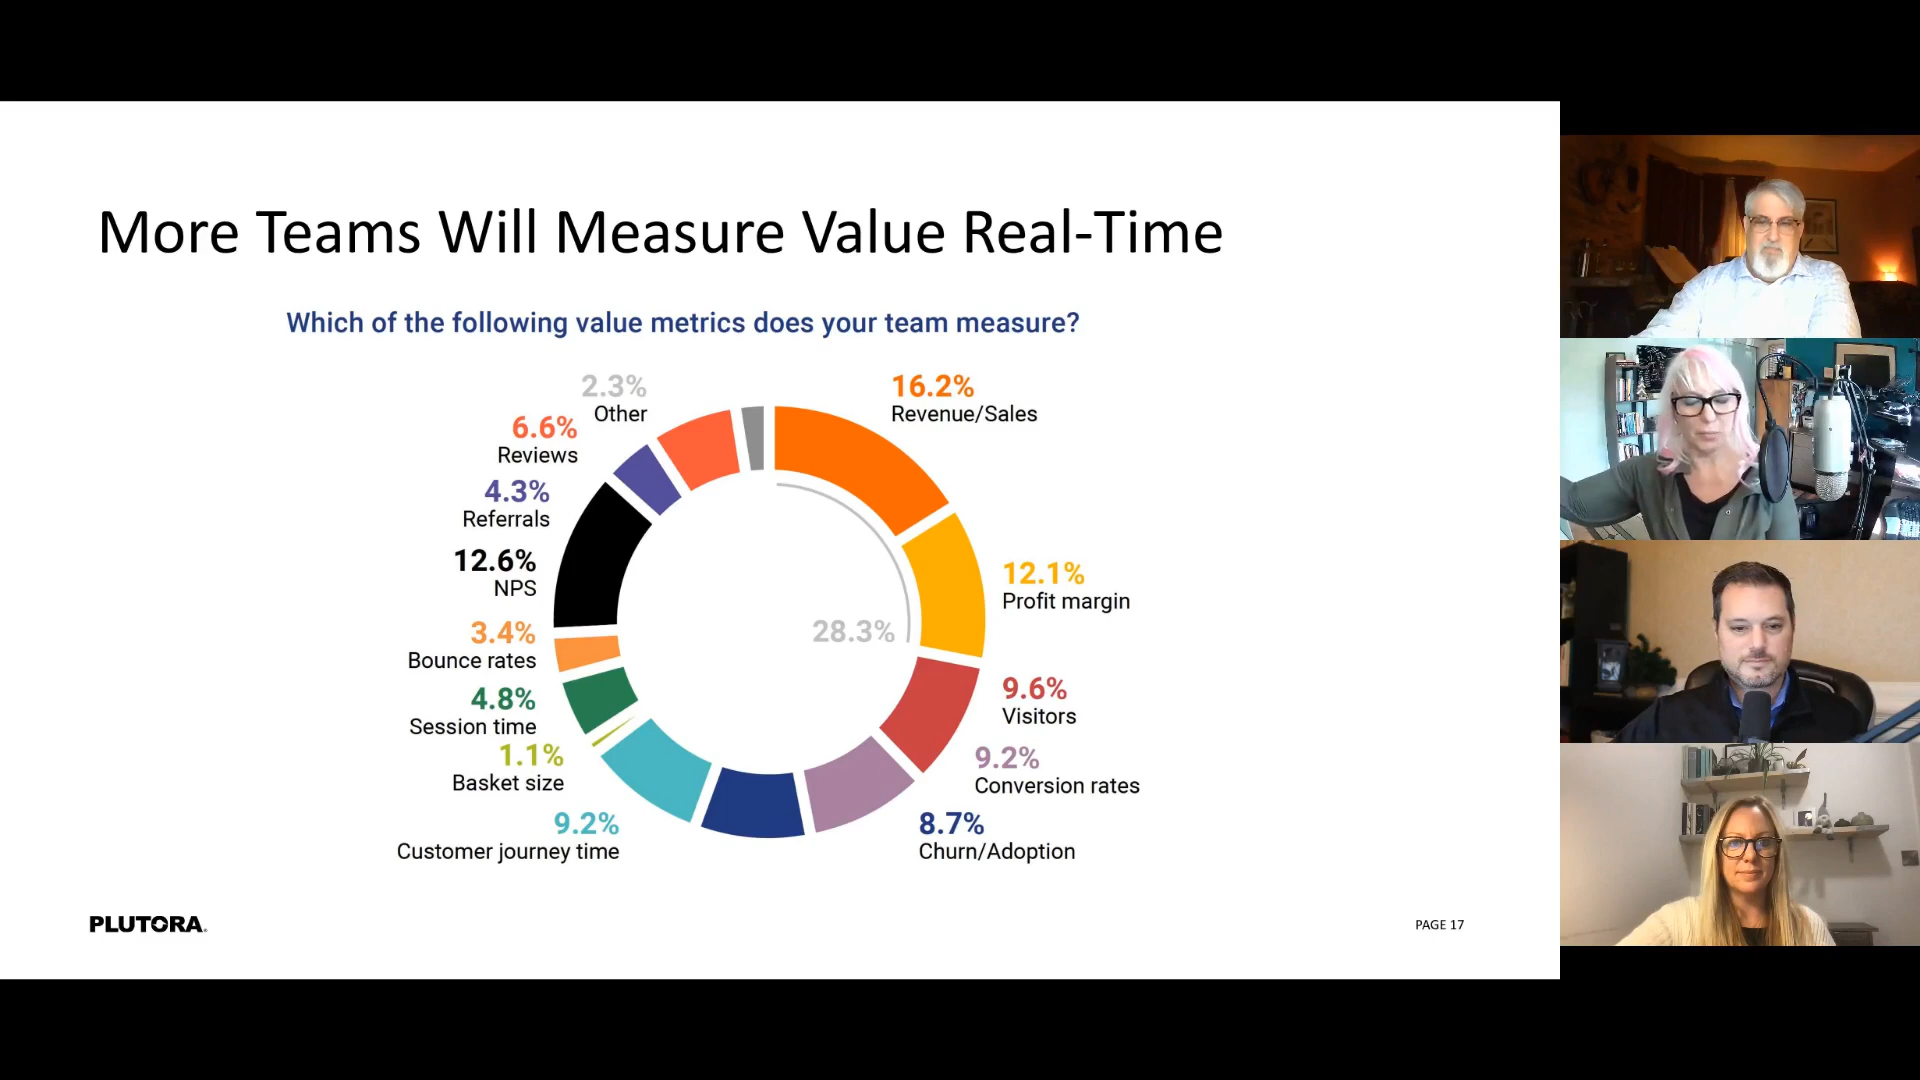 More Teams Will Measure Value Real-Time
Which of the following value metrics does your team measure?
2.3%
Other
16.2%
Revenue/Sales
6.6%
Reviews
4.3%
Referrals
12.6%
NPS
12.1%
Profit margin
28.3%
3.4%
Bounce rates
4.8%
Session time
9.6%
Visitors
1.1%
Basket size
9.2%
Conversion rates
9.2%
Customer journey time
8.7%
Churn/Adoption
PLUTORA
PAGE 17